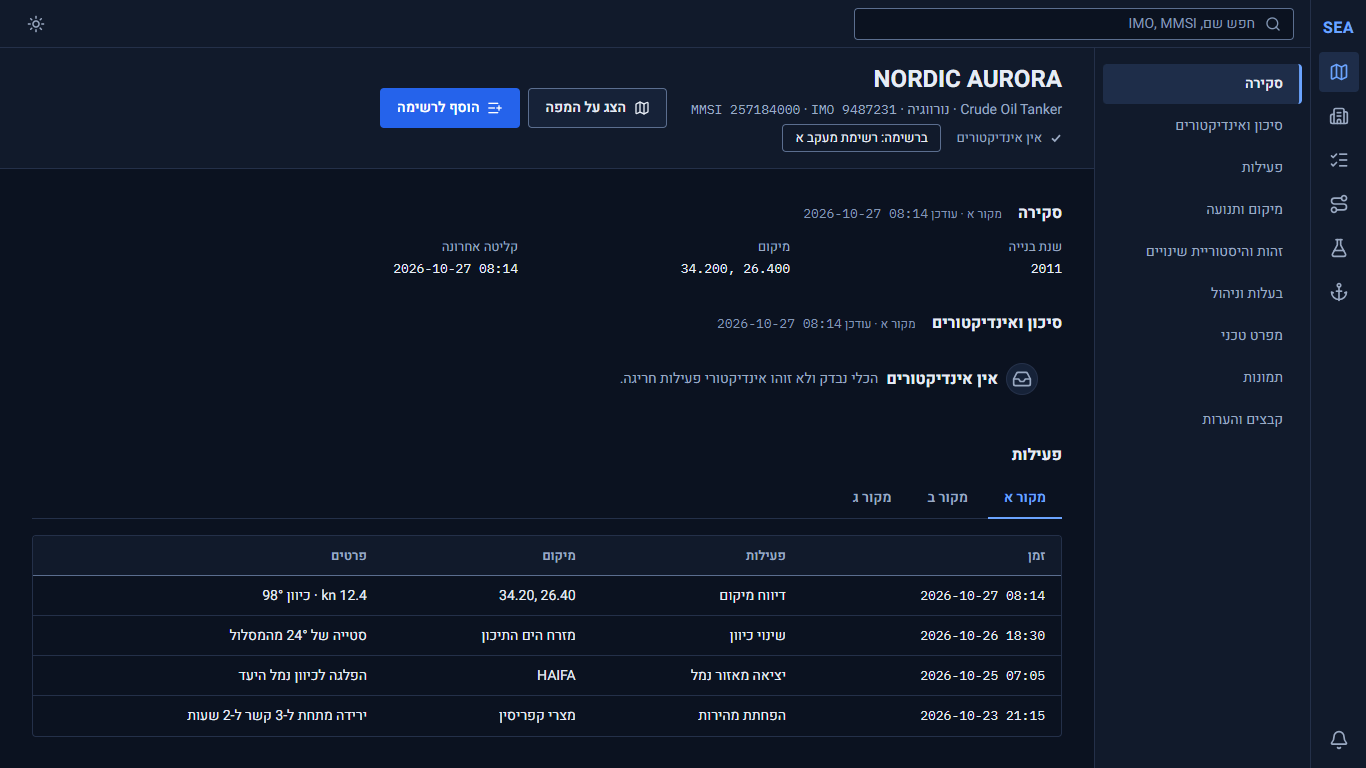 SEA
חפש שם, IMO, MMSI
סקירה
סיכון ואינדיקטורים
פעילות
מיקום ותנועה
זהות והיסטוריית שינויים
בעלות וניהול
מפרט טכני
תמונות
קבצים והערות
NORDIC AURORA
Crude Oil Tanker · נורווגיה · IMO 9487231 · MMSI 257184000
אין אינדיקטורים
ברשימה: רשימת מעקב א
הצג על המפה
הוסף לרשימה
סקירה מקור א · עודכן 2026-10-27 08:14
שנת בנייה מיקום קליטה אחרונה
2011 34.200, 26.400 2026-10-27 08:14
סיכון ואינדיקטורים מקור א · עודכן 2026-10-27 08:14
אין אינדיקטורים הכלי נבדק ולא זוהו אינדיקטורי פעילות חריגה.
פעילות
מקור א מקור ב מקור ג
זמן פעילות מיקום פרטים
2026-10-27 08:14 דיווח מיקום 34.20, 26.40 12.4 kn · כיוון 98°
2026-10-26 18:30 שינוי כיוון מזרח הים התיכון סטייה של 24° מהמסלול
2026-10-25 07:05 יציאה מאזור נמל HAIFA הפלגה לכיוון נמל היעד
2026-10-23 21:15 הפחתת מהירות מצרי קפריסין ירידה מתחת ל-3 קשר ל-2 שעות